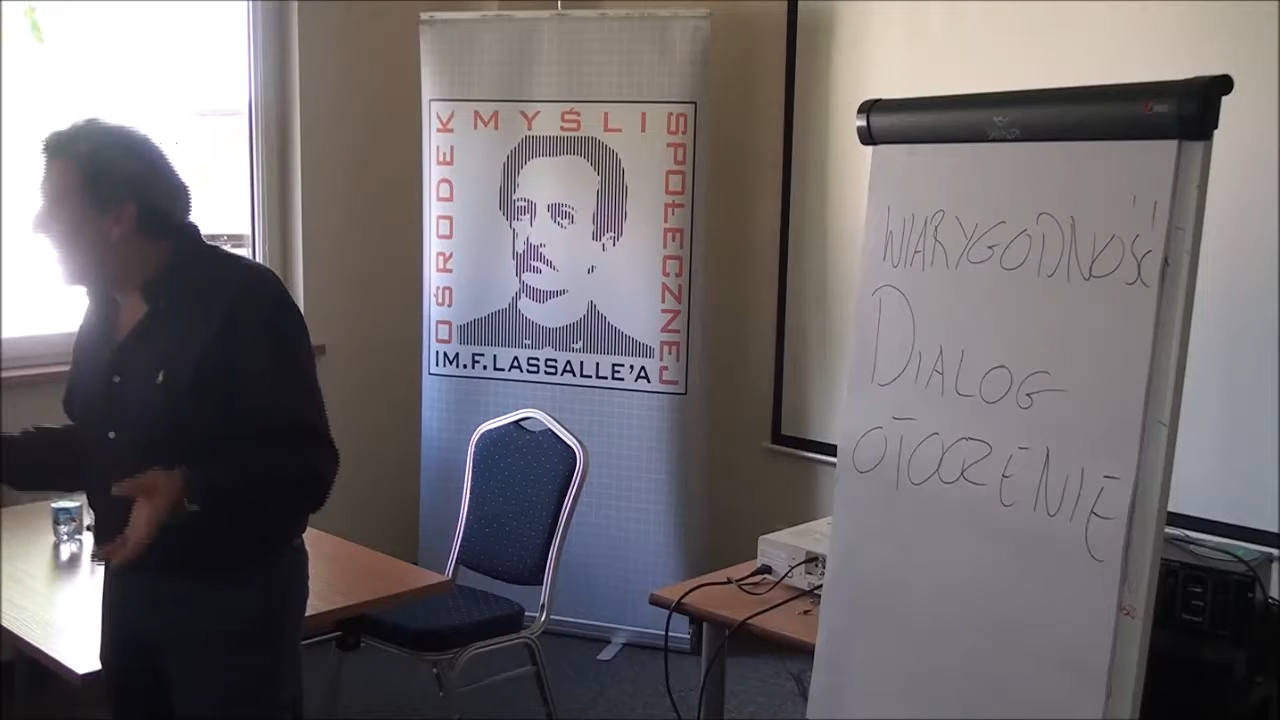 OŚRODEK MYŚLI SPOŁECZNEJ
IM.F.LASSALLE'A
WIARYGODNOŚĆ
DIALOG
OTOCZENIE